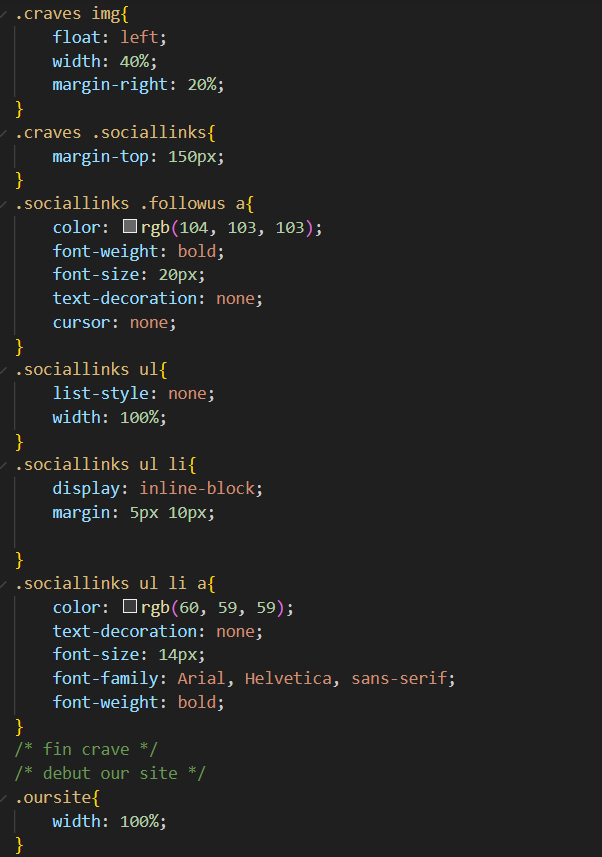 .craves img{
    float: left;
    width: 40%;
    margin-right: 20%;
}
.craves .sociallinks{
    margin-top: 150px;
}
.sociallinks .followus a{
    color: rgb(104, 103, 103);
    font-weight: bold;
    font-size: 20px;
    text-decoration: none;
    cursor: none;
}
.sociallinks ul{
    list-style: none;
    width: 100%;
}
.sociallinks ul li{
    display: inline-block;
    margin: 5px 10px;

}
.sociallinks ul li a{
    color: rgb(60, 59, 59);
    text-decoration: none;
    font-size: 14px;
    font-family: Arial, Helvetica, sans-serif;
    font-weight: bold;
}
/* fin crave */
/* debut our site */
.oursite{
    width: 100%;
}